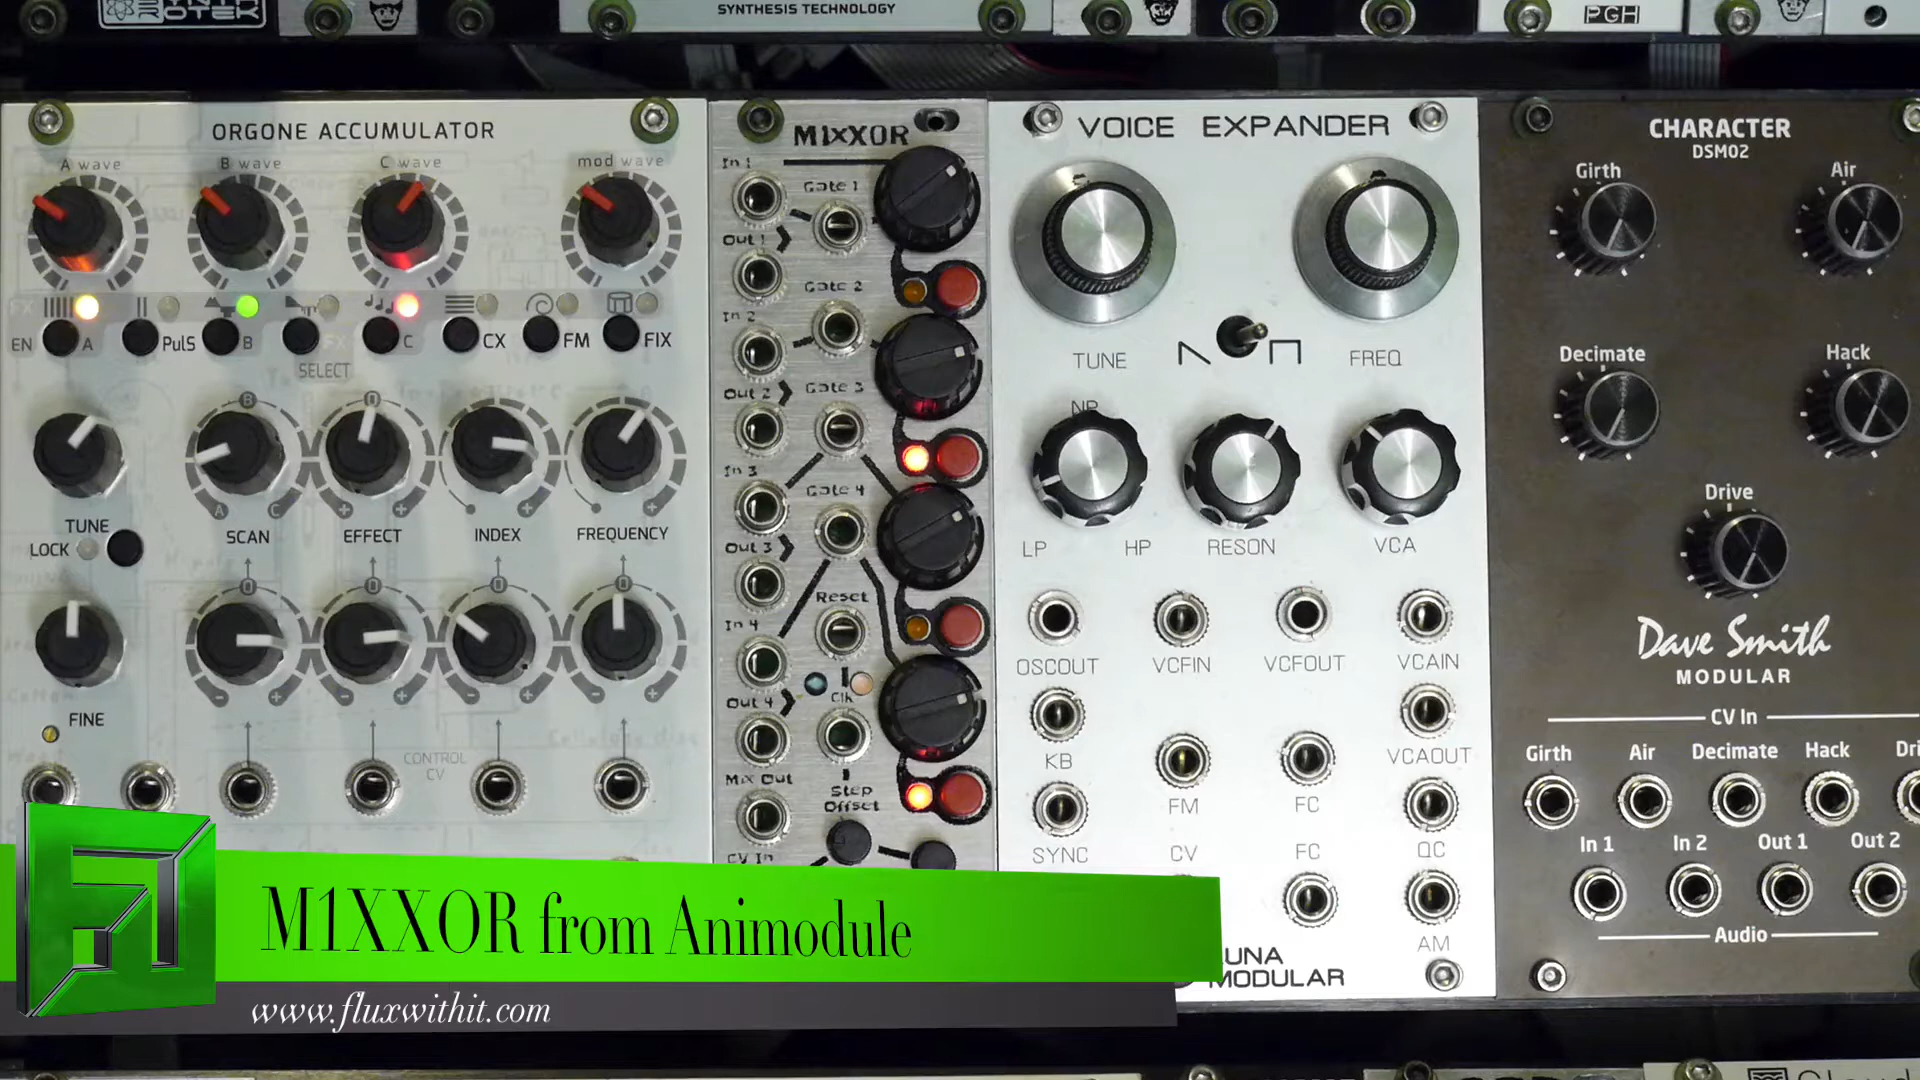 SYNTHESIS TECHNOLOGY
PGH
ORGONE ACCUMULATOR
A wave
B wave
C wave
mod wave
FX
EN
A
PulS
B
FX
C
CX
FM
FIX
SELECT
TUNE
LOCK
SCAN
EFFECT
INDEX
FREQUENCY
B
0
A
C
FINE
CONTROL
CV
M1xXOR
In 1
Gate 1
Out 1
Gate 2
In 2
Out 2
Gate 3
In 3
Gate 4
Out 3
Reset
In 4
Out 4
Clk
Mix Out
Step
Offset
CV In
VOICE EXPANDER
TUNE
FREQ
LP
HP
RESON
VCA
OSCOUT
VCFIN
VCFOUT
VCAIN
KB
VCAOUT
FM
FC
SYNC
CV
FC
QC
AM
UNA
MODULAR
CHARACTER
DSM02
Girth
Air
Decimate
Hack
Drive
Dave Smith
MODULAR
CV In
Girth
Air
Decimate
Hack
Dri
In 1
In 2
Out 1
Out 2
Audio
M1XXOR from Animodule
www.fluxwithit.com